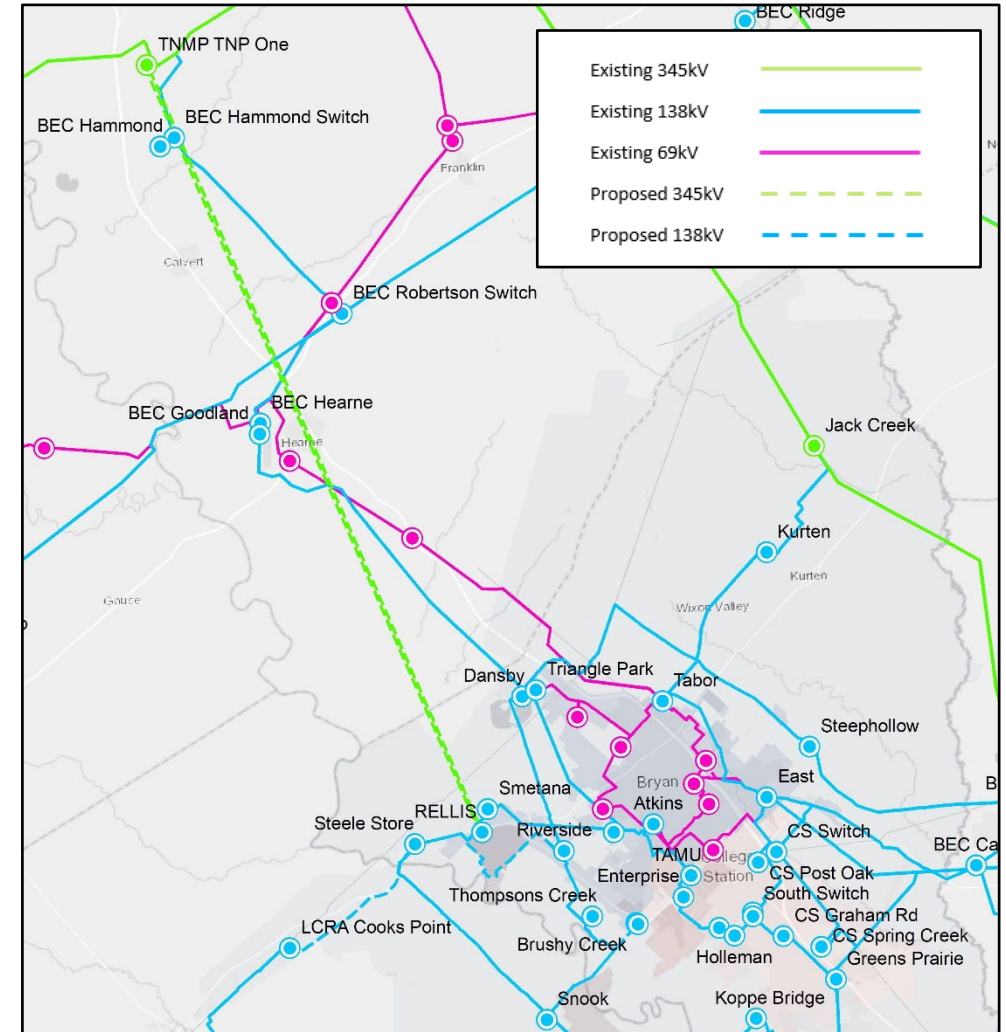 BEC Ridge
TNMP TNP One
Existing 345kV
Existing 138kV
Existing 69kV
Proposed 345kV
Proposed 138kV
BEC Hammond
BEC Hammond Switch
N
Franklin
Calvert
BEC Robertson Switch
BEC Goodland
BEC Hearne
Hearne
Jack Creek
Kurten
Kurten
Gause
Wixon Valley
Dansby
Triangle Park
Tabor
Steephollow
Bryan
East
B
Smetana
RELLIS
Atkins
Steele Store
Riverside
CS Switch
TAMU
College
Station
BEC Ca
CS Post Oak
Enterprise
South Switch
Thompsons Creek
CS Graham Rd
LCRA Cooks Point
CS Spring Creek
Brushy Creek
Holleman
Greens Prairie
Snook
Koppe Bridge